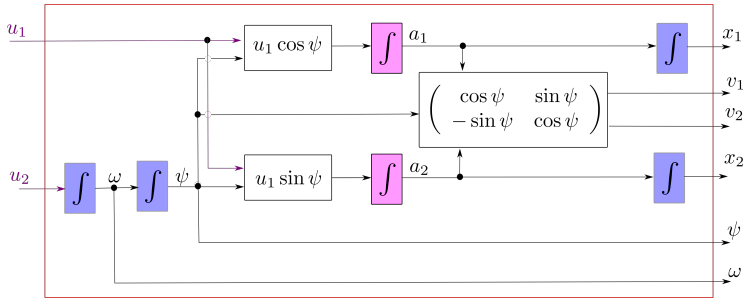 u₁
u₁ cos ψ
∫
a₁
∫
x₁
cos ψ sin ψ
− sin ψ cos ψ
v₁
v₂
u₂
∫
ω
∫
ψ
u₁ sin ψ
∫
a₂
∫
x₂
ψ
ω